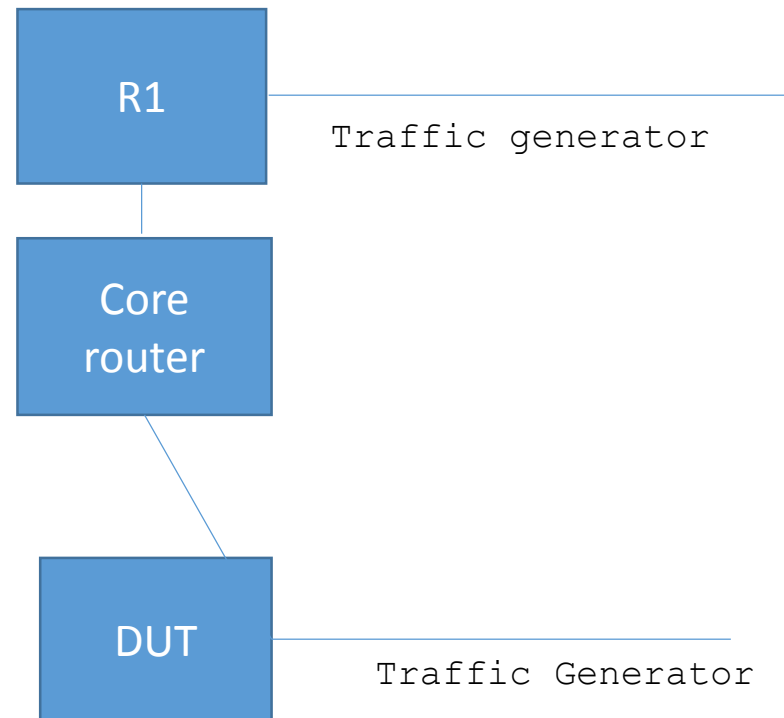 R1
Traffic generator
Core
router
DUT
Traffic Generator